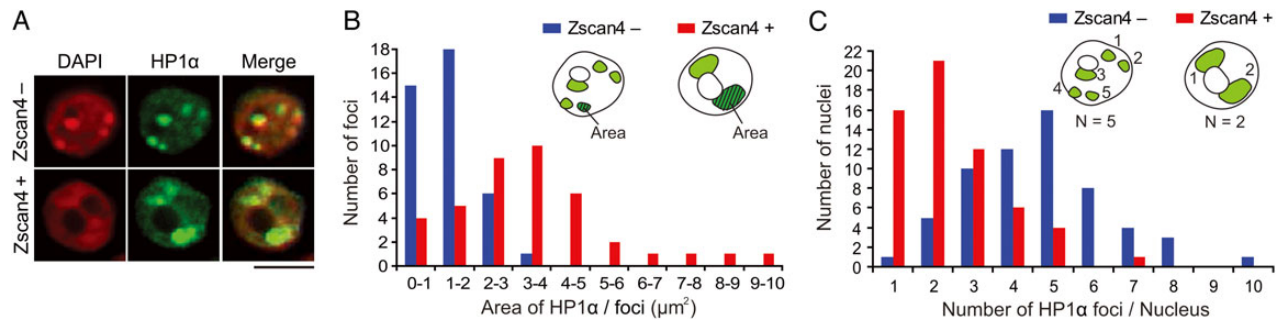 A
DAPI HP1α Merge
Zscan4 –
Zscan4 +
B
Zscan4 – Zscan4 +
Number of foci
18
16
14
12
10
8
6
4
2
0
Area Area
0-1 1-2 2-3 3-4 4-5 5-6 6-7 7-8 8-9 9-10
Area of HP1α / foci (µm²)
C
Zscan4 – Zscan4 +
Number of nuclei
22
20
18
16
14
12
10
8
6
4
2
0
1 2 3 4 5
N = 5
1 2
N = 2
1 2 3 4 5 6 7 8 9 10
Number of HP1α foci / Nucleus